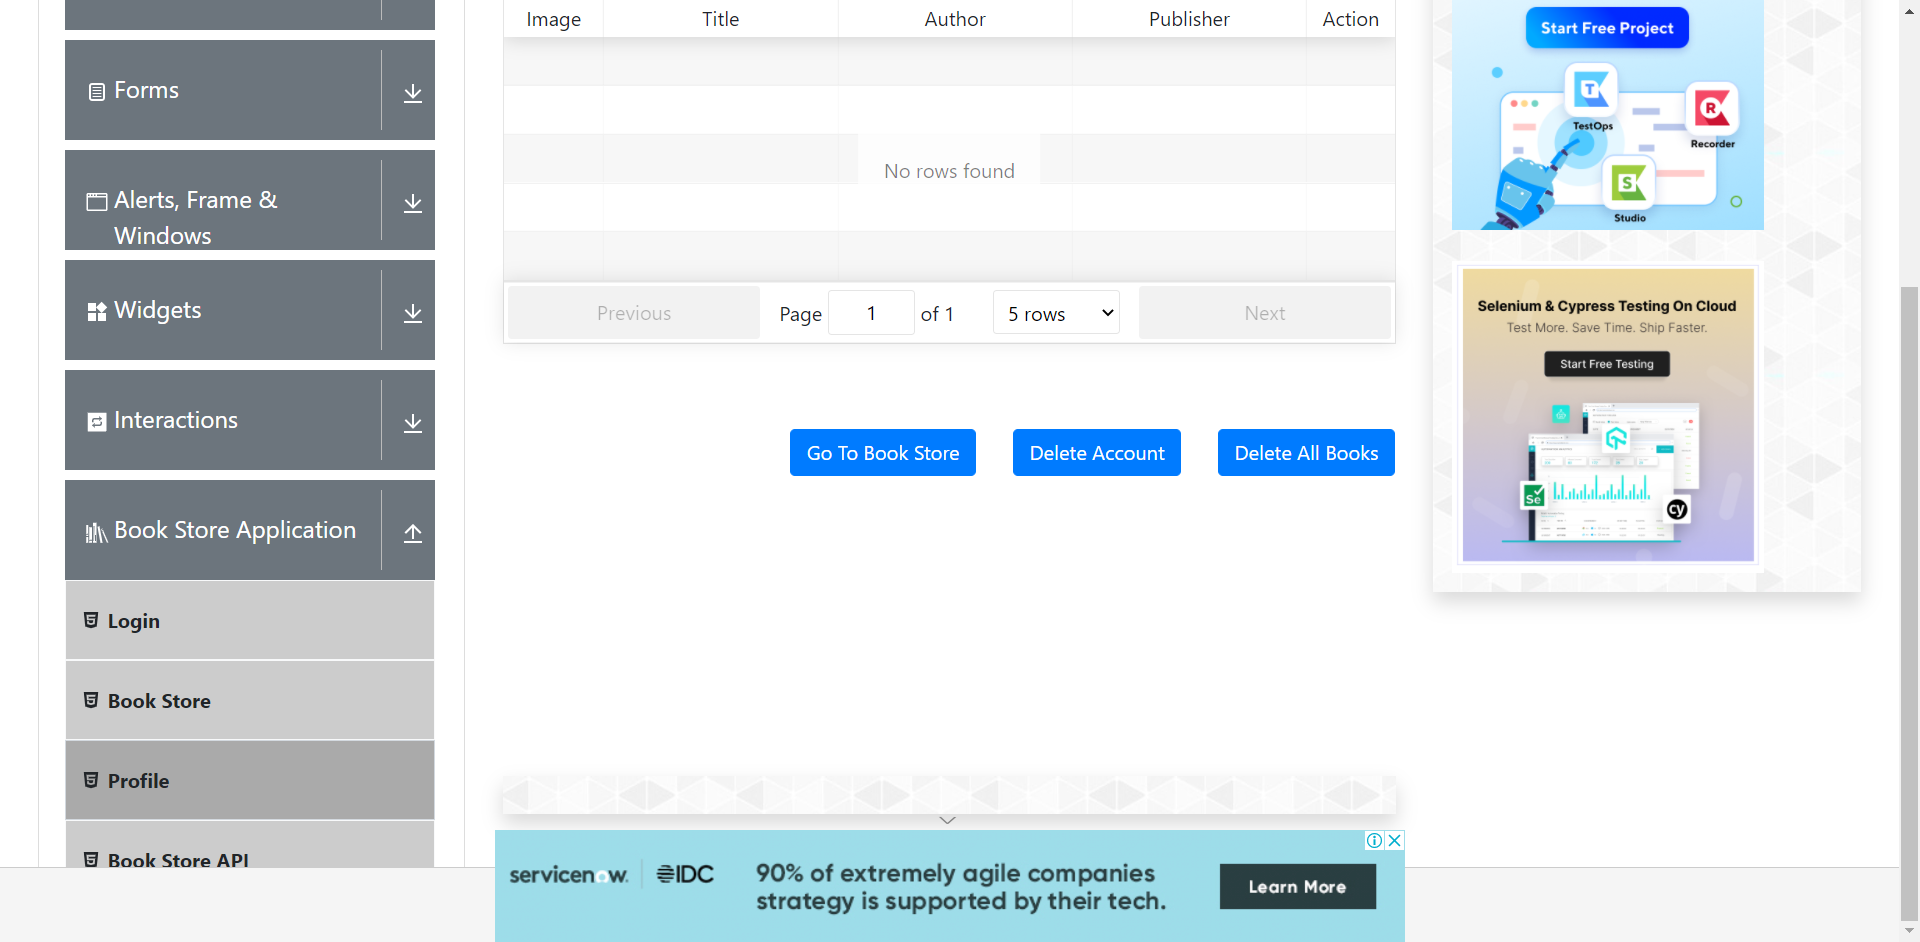 Forms
Alerts, Frame &
Windows
Widgets
Interactions
Book Store Application
Login
Book Store
Profile
Book Store API
Image Title Author Publisher Action
No rows found
Previous Page 1 of 1 5 rows Next
Go To Book Store Delete Account Delete All Books
Start Free Project
TestOps
Recorder
Studio
Selenium & Cypress Testing On Cloud
Test More. Save Time. Ship Faster.
Start Free Testing
Se
cy
servicenow. IDC
90% of extremely agile companies
strategy is supported by their tech.
Learn More